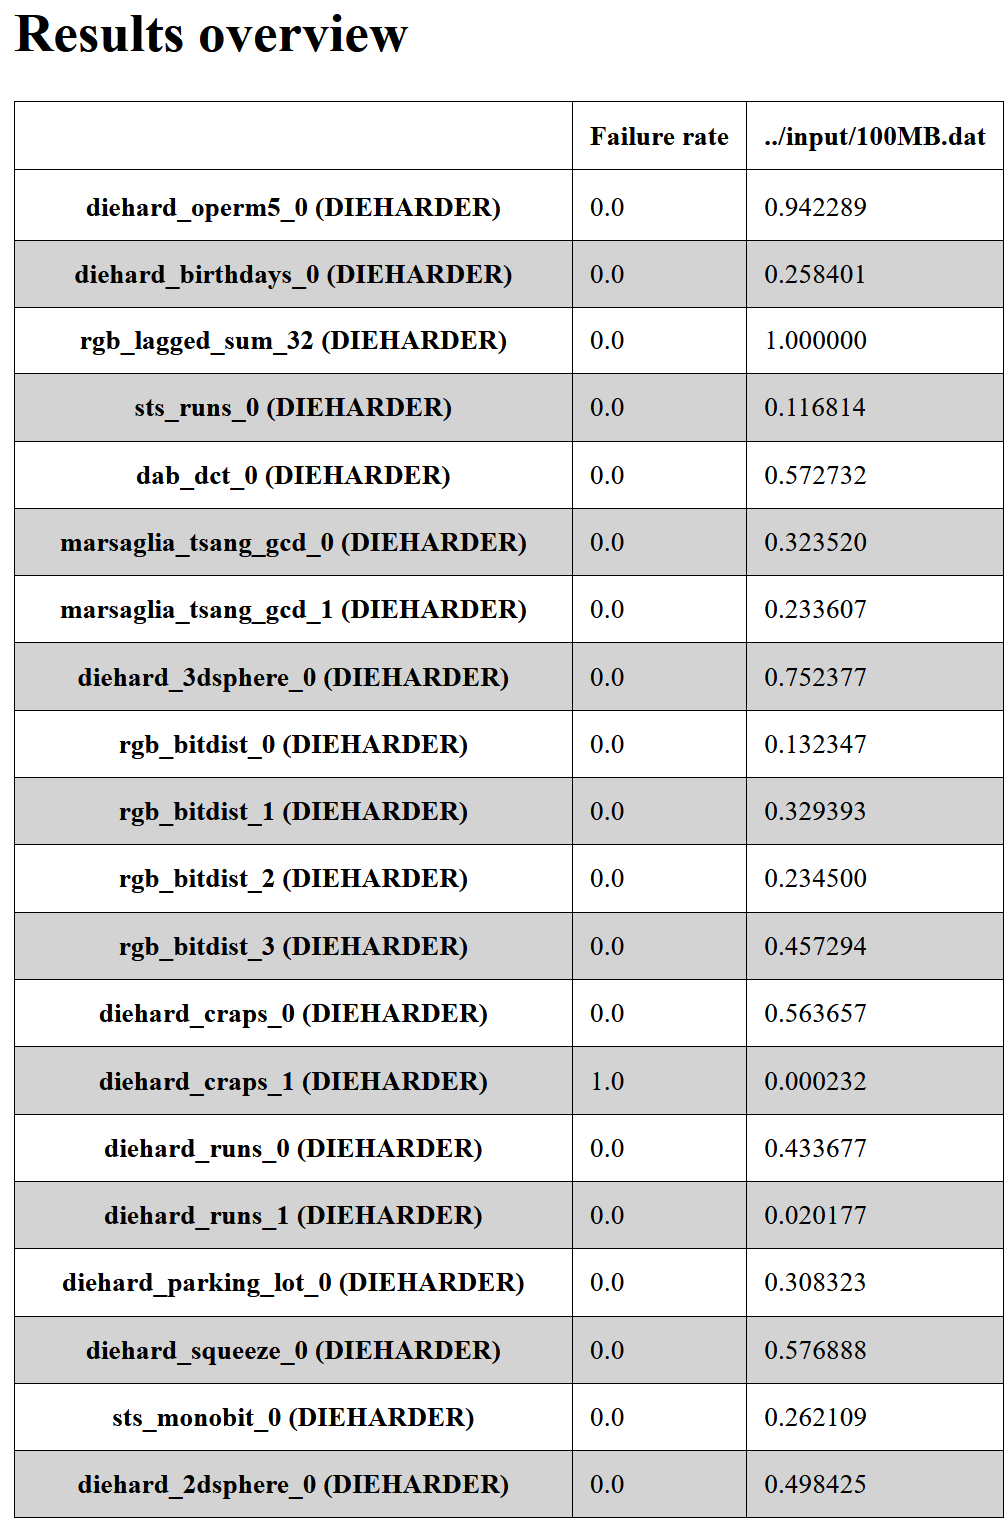 Results overview
Failure rate ../input/100MB.dat
diehard_operm5_0 (DIEHARDER) 0.0 0.942289
diehard_birthdays_0 (DIEHARDER) 0.0 0.258401
rgb_lagged_sum_32 (DIEHARDER) 0.0 1.000000
sts_runs_0 (DIEHARDER) 0.0 0.116814
dab_dct_0 (DIEHARDER) 0.0 0.572732
marsaglia_tsang_gcd_0 (DIEHARDER) 0.0 0.323520
marsaglia_tsang_gcd_1 (DIEHARDER) 0.0 0.233607
diehard_3dsphere_0 (DIEHARDER) 0.0 0.752377
rgb_bitdist_0 (DIEHARDER) 0.0 0.132347
rgb_bitdist_1 (DIEHARDER) 0.0 0.329393
rgb_bitdist_2 (DIEHARDER) 0.0 0.234500
rgb_bitdist_3 (DIEHARDER) 0.0 0.457294
diehard_craps_0 (DIEHARDER) 0.0 0.563657
diehard_craps_1 (DIEHARDER) 1.0 0.000232
diehard_runs_0 (DIEHARDER) 0.0 0.433677
diehard_runs_1 (DIEHARDER) 0.0 0.020177
diehard_parking_lot_0 (DIEHARDER) 0.0 0.308323
diehard_squeeze_0 (DIEHARDER) 0.0 0.576888
sts_monobit_0 (DIEHARDER) 0.0 0.262109
diehard_2dsphere_0 (DIEHARDER) 0.0 0.498425